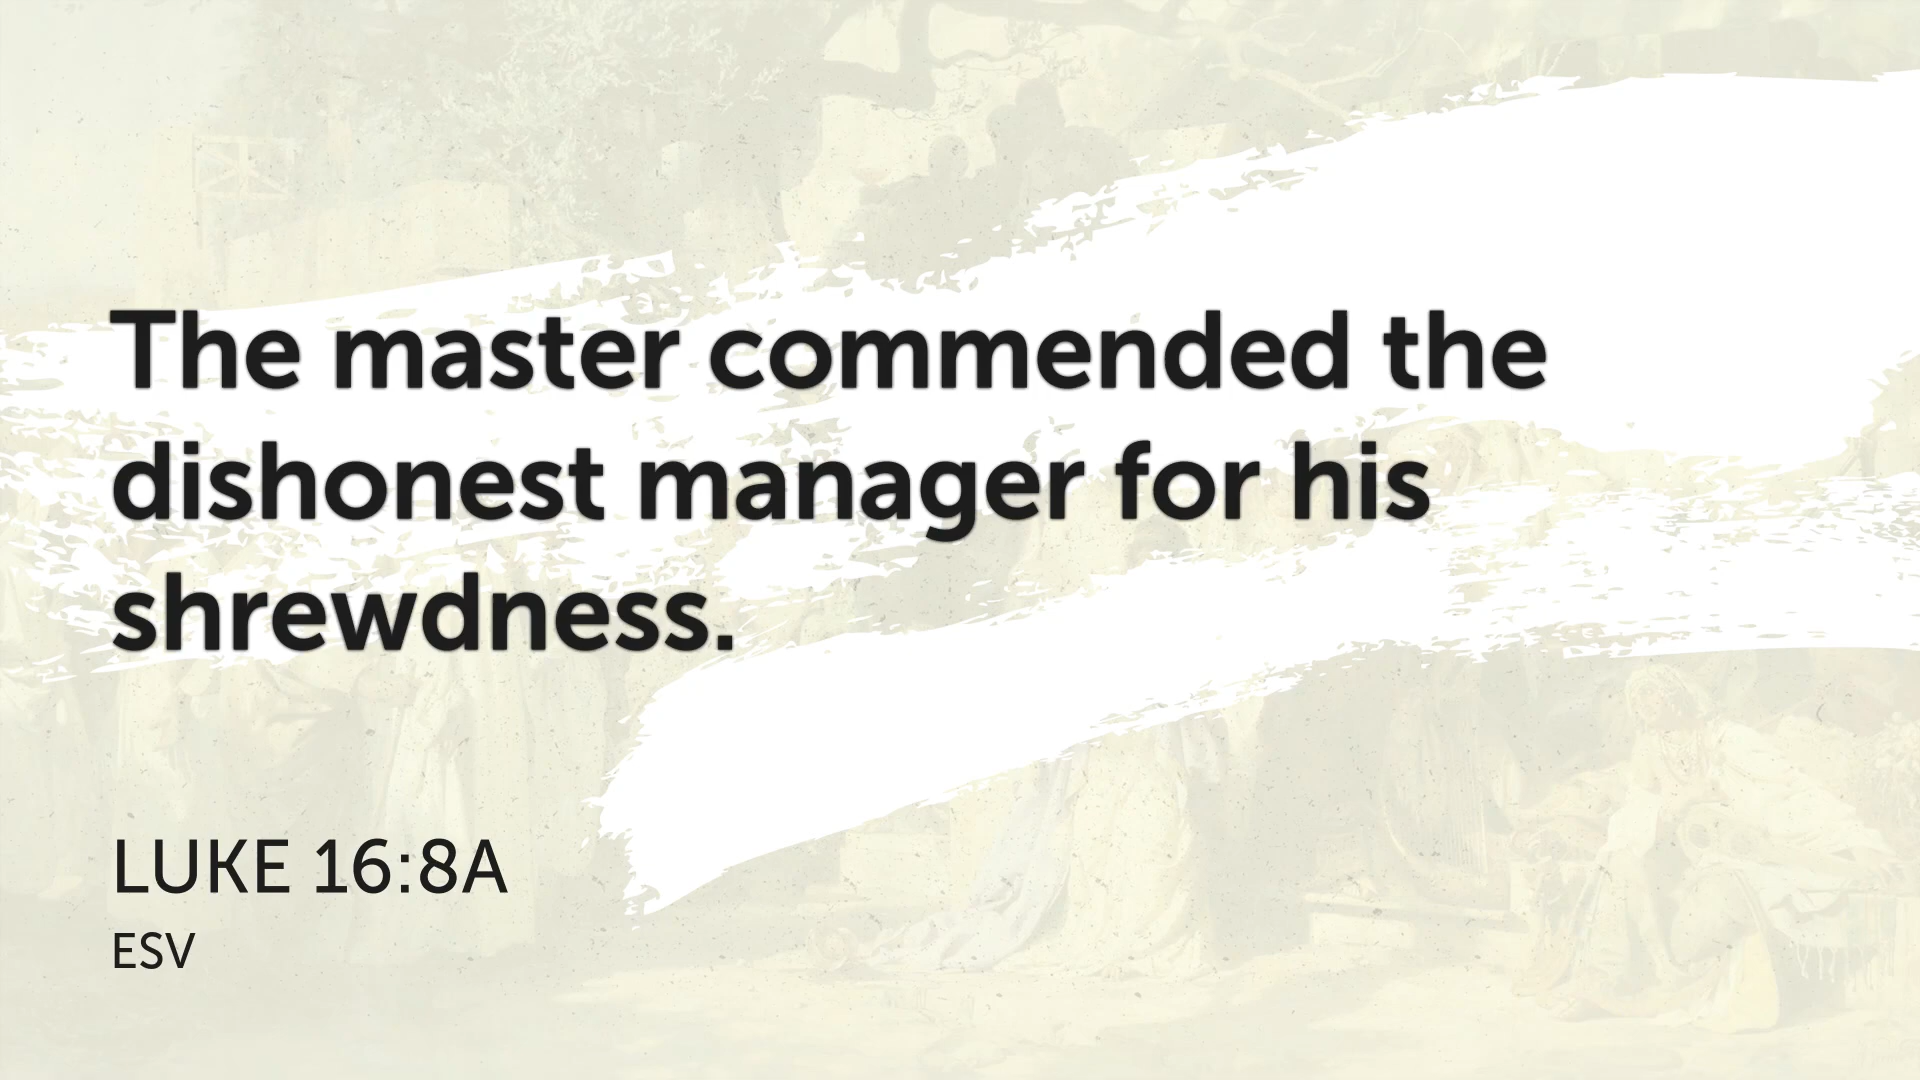 The master commended the
dishonest manager for his
shrewdness.
LUKE 16:8A
ESV